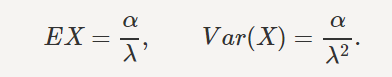 EX = α/λ, Var(X) = α/λ².